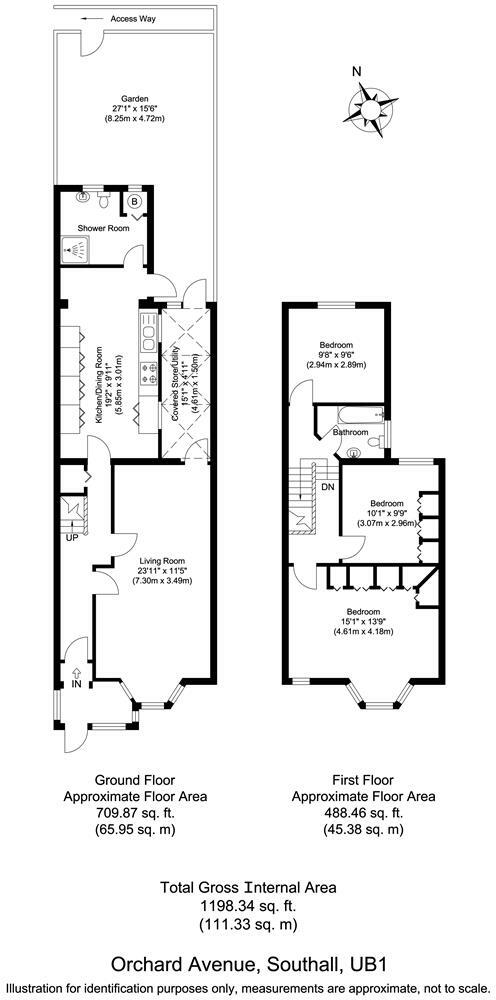 Access Way
N
Garden
27'1" x 15'6"
(8.25m x 4.72m)
B
Shower Room
Kitchen/Dining Room
19'2" x 9'11"
(5.85m x 3.01m)
Covered Store/Utility
15'1" x 4'11"
(4.61m x 1.50m)
UP
Living Room
23'11" x 11'5"
(7.30m x 3.49m)
IN
Bedroom
9'8" x 9'6"
(2.94m x 2.89m)
Bathroom
DN
Bedroom
10'1" x 9'9"
(3.07m x 2.96m)
Bedroom
15'1" x 13'9"
(4.61m x 4.18m)
Ground Floor
Approximate Floor Area
709.87 sq. ft.
(65.95 sq. m)
First Floor
Approximate Floor Area
488.46 sq. ft.
(45.38 sq. m)
Total Gross Internal Area
1198.34 sq. ft.
(111.33 sq. m)
Orchard Avenue, Southall, UB1
Illustration for identification purposes only, measurements are approximate, not to scale.